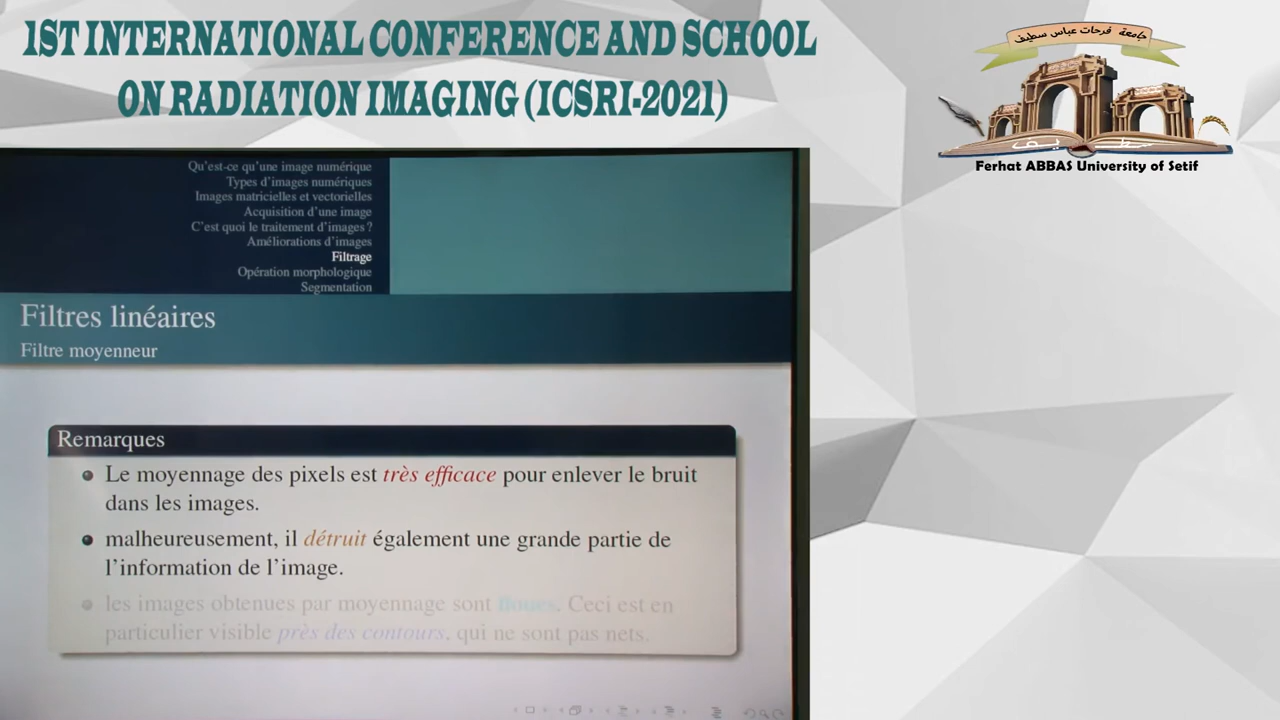 1ST INTERNATIONAL CONFERENCE AND SCHOOL
ON RADIATION IMAGING (ICSRI-2021)
جامعة فرحات عباس سطيف
سطيف
Ferhat ABBAS University of Setif
Qu'est-ce qu'une image numérique
Types d'images numériques
Images matricielles et vectorielles
Acquisition d'une image
C'est quoi le traitement d'images ?
Améliorations d'images
Filtrage
Opération morphologique
Segmentation
Filtres linéaires
Filtre moyenneur
Remarques
Le moyennage des pixels est très efficace pour enlever le bruit
dans les images.
malheureusement, il détruit également une grande partie de
l'information de l'image.
les images obtenues par moyennage sont floues. Ceci est en
particulier visible près des contours, qui ne sont pas nets.